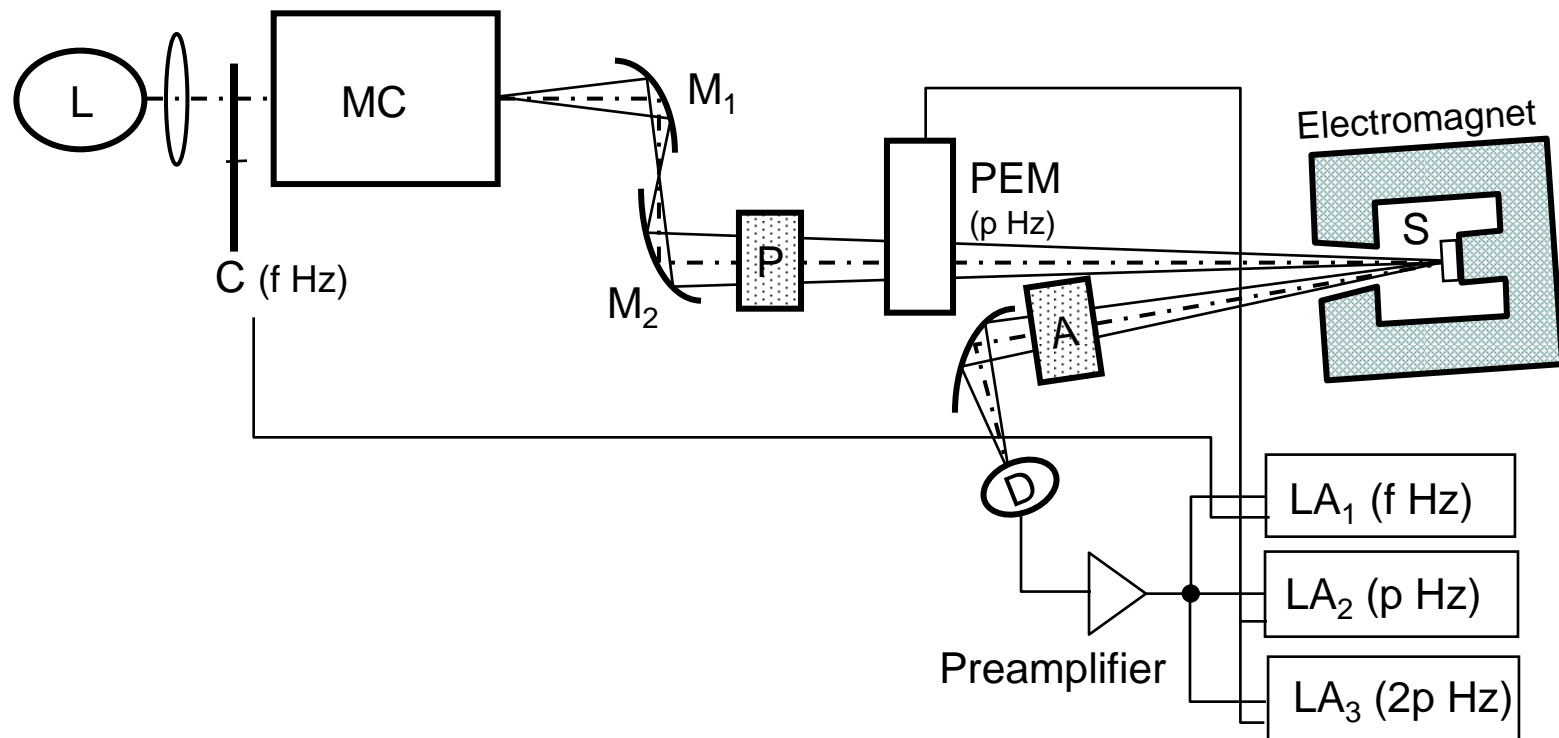 L
MC
M₁
C (f Hz)
M₂
P
PEM
(p Hz)
Electromagnet
S
A
D
Preamplifier
LA₁ (f Hz)
LA₂ (p Hz)
LA₃ (2p Hz)